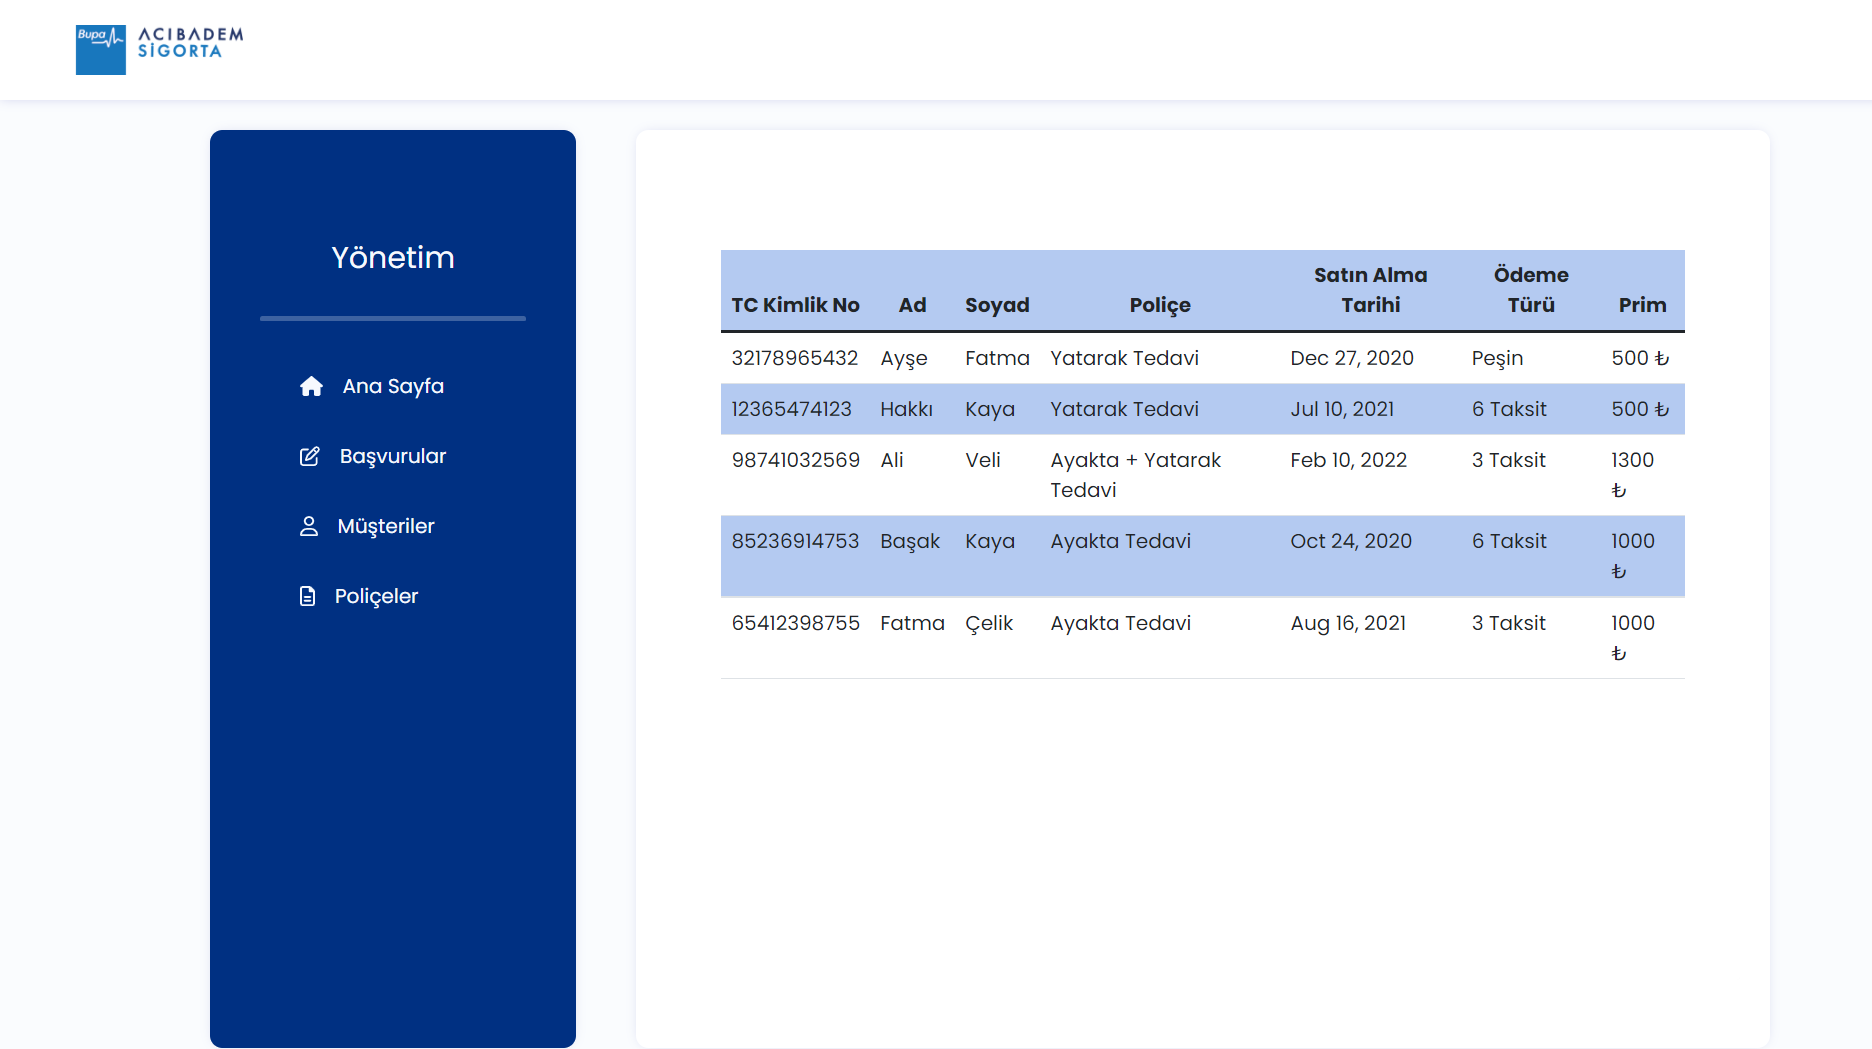 Bupa
ACIBADEM
SİGORTA
Yönetim
Ana Sayfa
Başvurular
Müşteriler
Poliçeler
TC Kimlik No Ad Soyad Poliçe Satın Alma Tarihi Ödeme Türü Prim
32178965432 Ayşe Fatma Yatarak Tedavi Dec 27, 2020 Peşin 500 ₺
12365474123 Hakkı Kaya Yatarak Tedavi Jul 10, 2021 6 Taksit 500 ₺
98741032569 Ali Veli Ayakta + Yatarak Tedavi Feb 10, 2022 3 Taksit 1300 ₺
85236914753 Başak Kaya Ayakta Tedavi Oct 24, 2020 6 Taksit 1000 ₺
65412398755 Fatma Çelik Ayakta Tedavi Aug 16, 2021 3 Taksit 1000 ₺